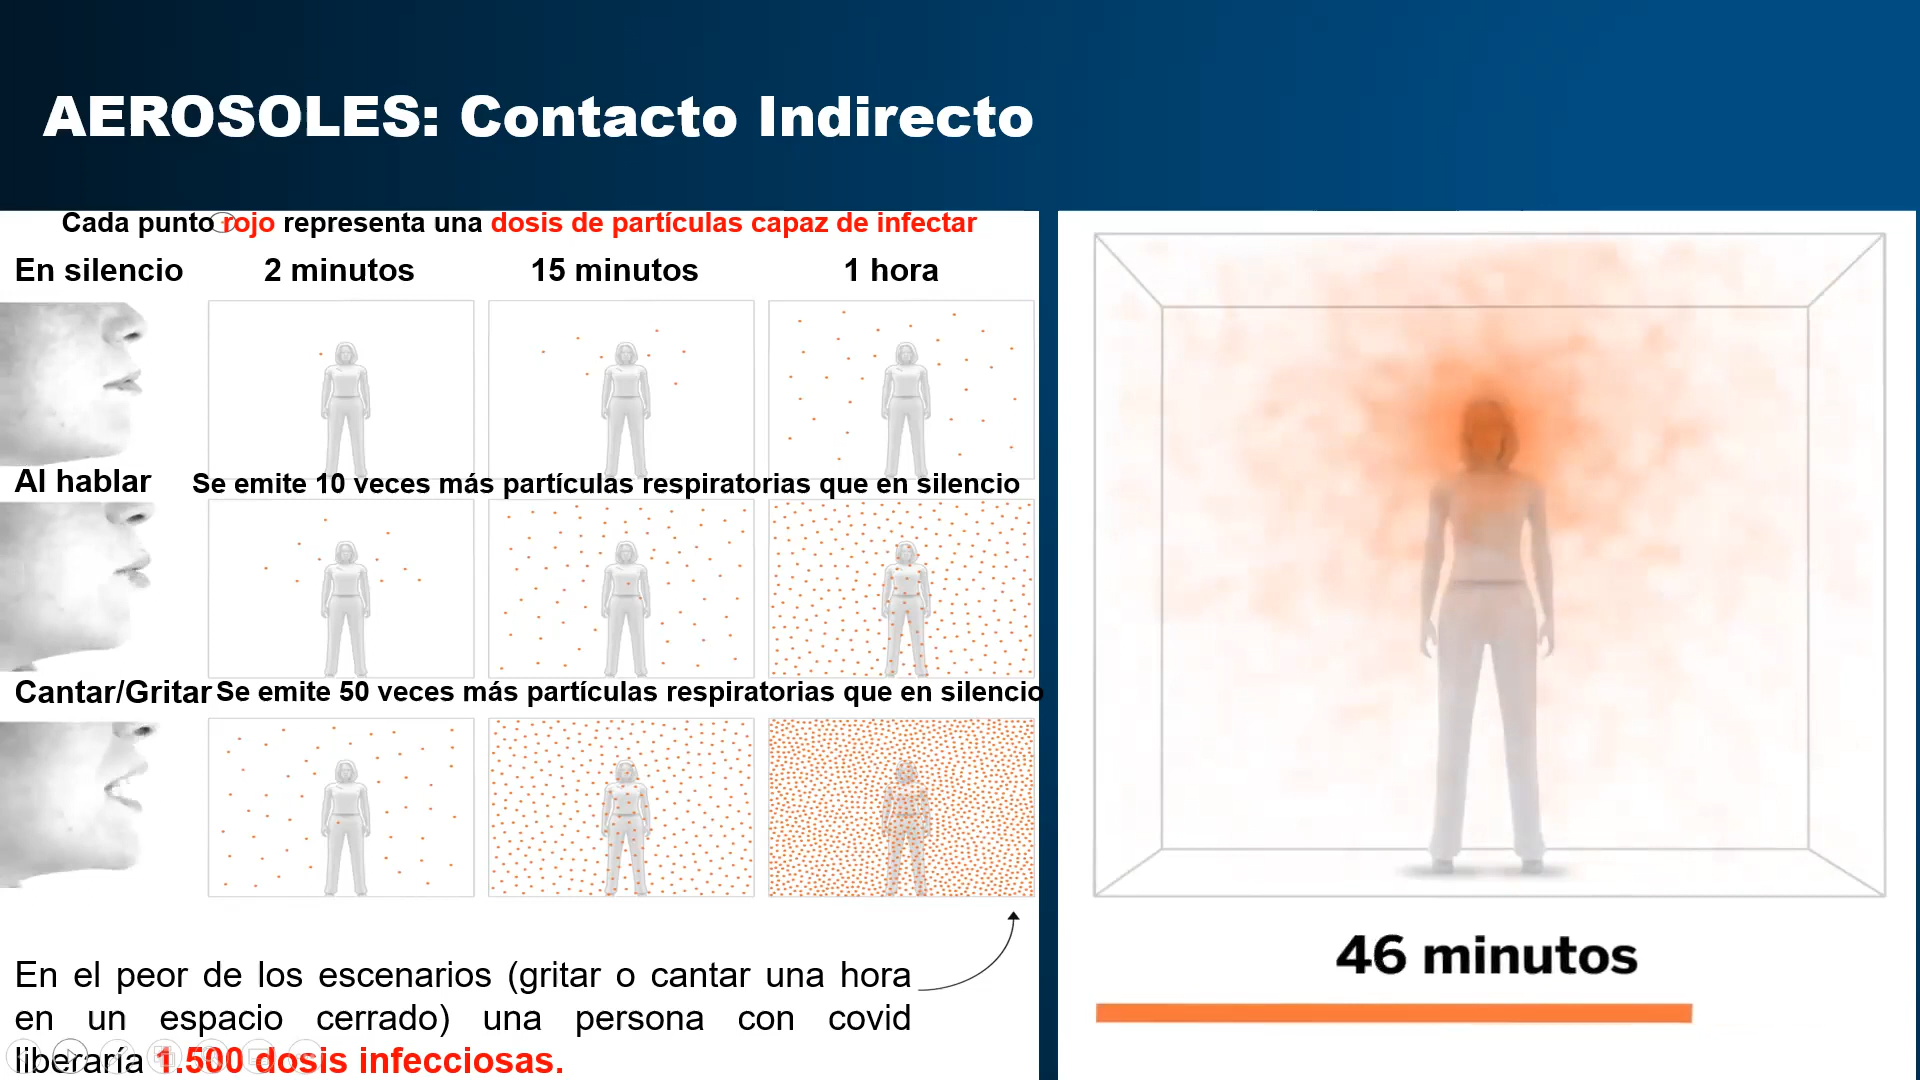 AEROSOLES: Contacto Indirecto
Cada punto rojo representa una dosis de partículas capaz de infectar
En silencio 2 minutos 15 minutos 1 hora
Al hablar Se emite 10 veces más partículas respiratorias que en silencio
Cantar/Gritar Se emite 50 veces más partículas respiratorias que en silencio
En el peor de los escenarios (gritar o cantar una hora
en un espacio cerrado) una persona con covid
liberaría 1.500 dosis infecciosas.
46 minutos